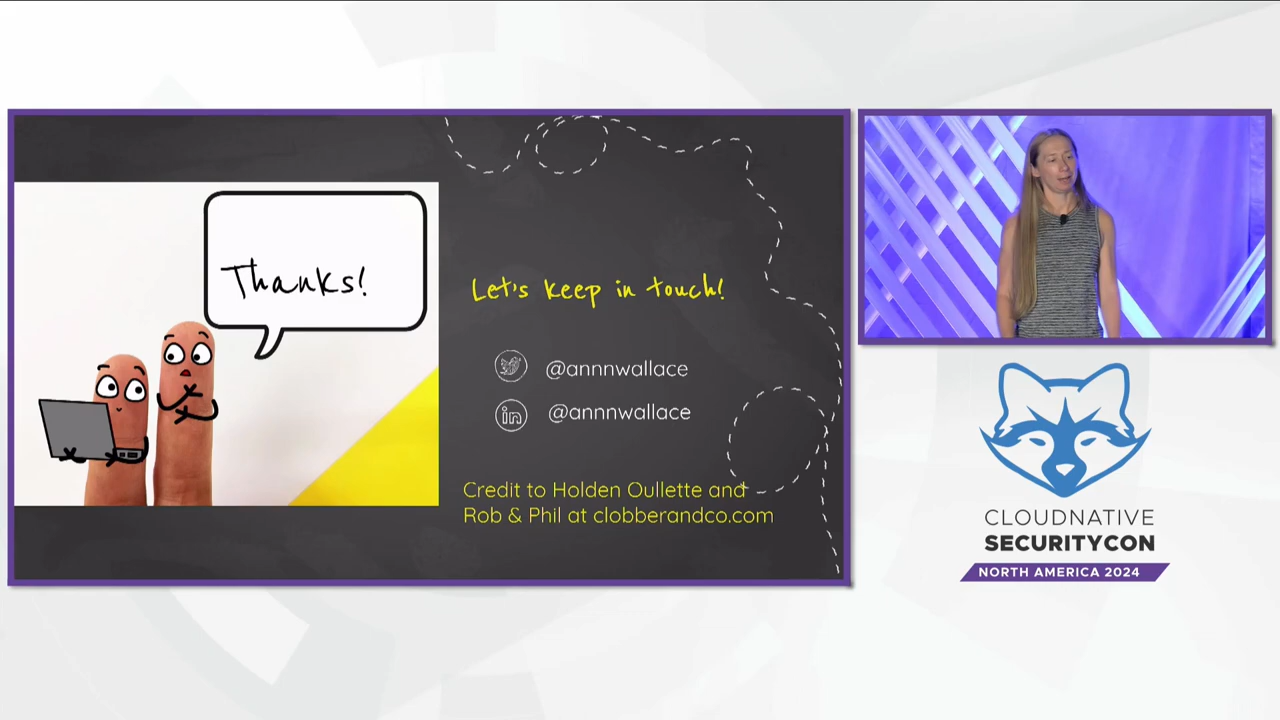 Thanks!
Let's keep in touch!
@annnwallace
in
@annnwallace
Credit to Holden Oullette and
Rob & Phil at clobberandco.com
CLOUDNATIVE
SECURITYCON
NORTH AMERICA 2024